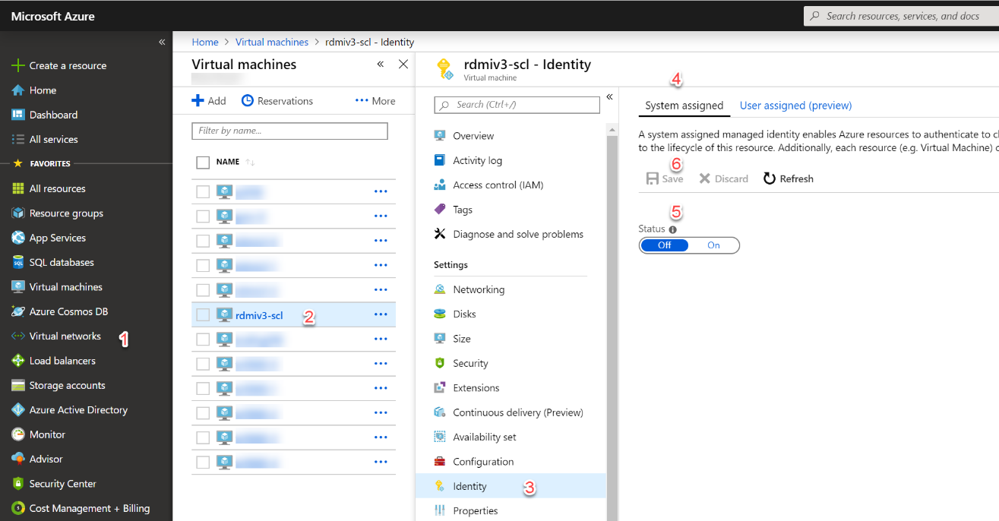 Microsoft Azure
Search resources, services, and docs
«
Create a resource
Home
Dashboard
All services
FAVORITES
All resources
Resource groups
App Services
SQL databases
Virtual machines
Azure Cosmos DB
Virtual networks
1
Load balancers
Storage accounts
Azure Active Directory
Monitor
Advisor
Security Center
Cost Management + Billing
Home > Virtual machines > rdmiv3-scl - Identity
Virtual machines
«
Add
Reservations
••• More
Filter by name...
NAME
rdmiv3-scl
2
rdmiv3-scl - Identity
Virtual machine
Search (Ctrl+/)
«
Overview
Activity log
Access control (IAM)
Tags
Diagnose and solve problems
Settings
Networking
Disks
Size
Security
Extensions
Continuous delivery (Preview)
Availability set
Configuration
Identity
3
Properties
4
System assigned
User assigned (preview)
A system assigned managed identity enables Azure resources to authenticate to cl
to the lifecycle of this resource. Additionally, each resource (e.g. Virtual Machine) c
6
Save
Discard
Refresh
5
Status
Off
On